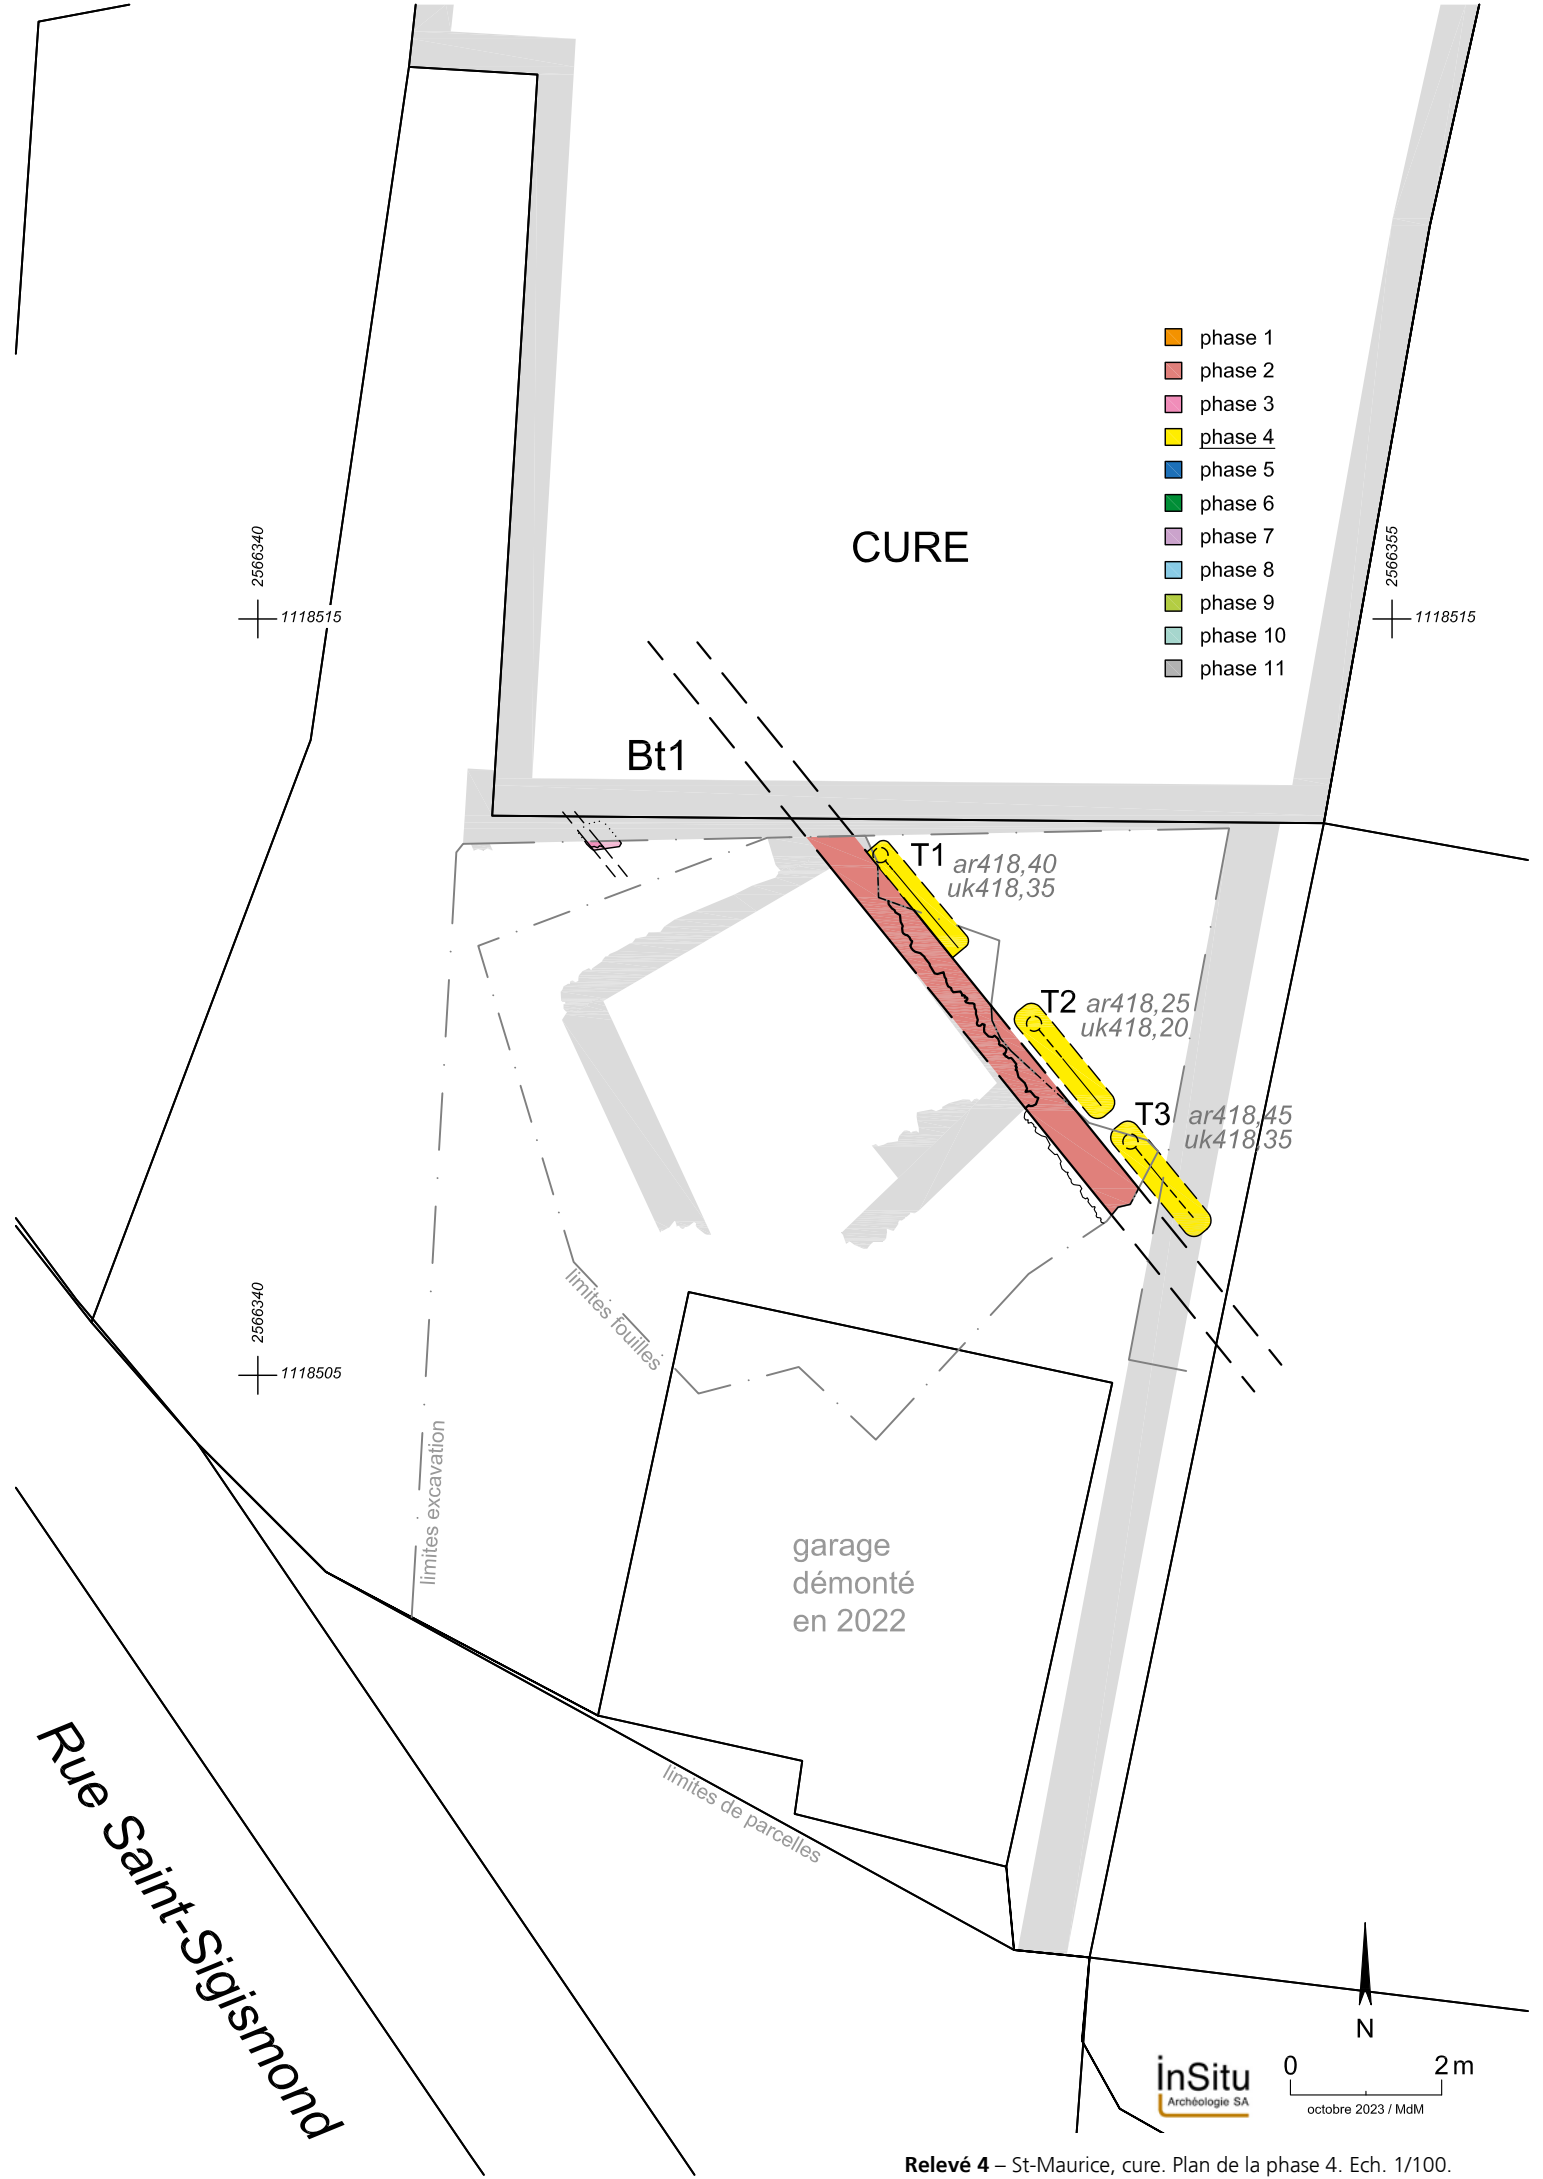 phase 1
phase 2
phase 3
phase 4
phase 5
phase 6
phase 7
phase 8
phase 9
phase 10
phase 11
CURE
2566340
1118515
2566355
1118515
Bt1
T1 ar418,40
uk418,35
T2 ar418,25
uk418,20
T3 ar418,45
uk418,35
limites fouilles
2566340
1118505
limites excavation
garage
démonté
en 2022
limites de parcelles
Rue Saint-Sigismond
N
0 2 m
octobre 2023 / MdM
inSitu
Archéologie SA
Relevé 4 – St-Maurice, cure. Plan de la phase 4. Ech. 1/100.